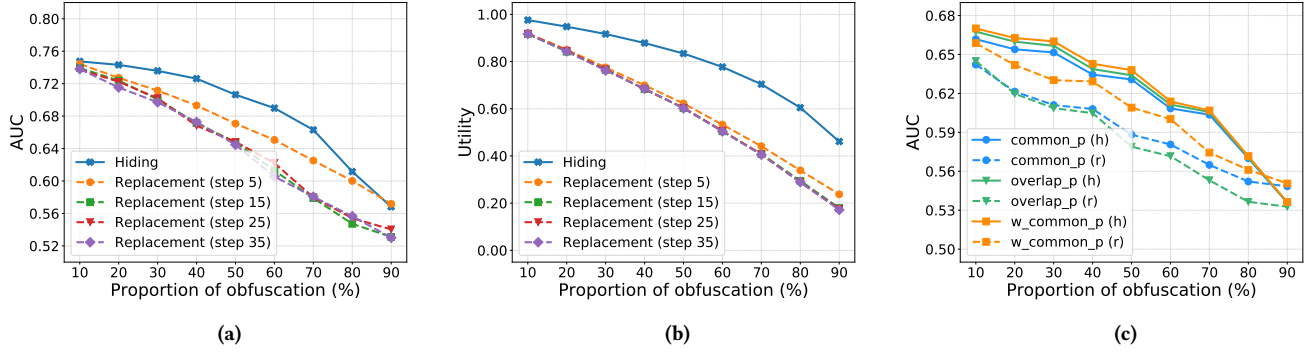 0.80
0.76
0.72
0.68
0.64
0.60
0.56
0.52
AUC
Hiding
Replacement (step 5)
Replacement (step 15)
Replacement (step 25)
Replacement (step 35)
10 20 30 40 50 60 70 80 90
Proportion of obfuscation (%)
(a)
1.00
0.80
0.60
0.40
0.20
0.00
Utility
Hiding
Replacement (step 5)
Replacement (step 15)
Replacement (step 25)
Replacement (step 35)
10 20 30 40 50 60 70 80 90
Proportion of obfuscation (%)
(b)
0.68
0.65
0.62
0.59
0.56
0.53
0.50
AUC
common_p (h)
common_p (r)
overlap_p (h)
overlap_p (r)
w_common_p (h)
w_common_p (r)
10 20 30 40 50 60 70 80 90
Proportion of obfuscation (%)
(c)